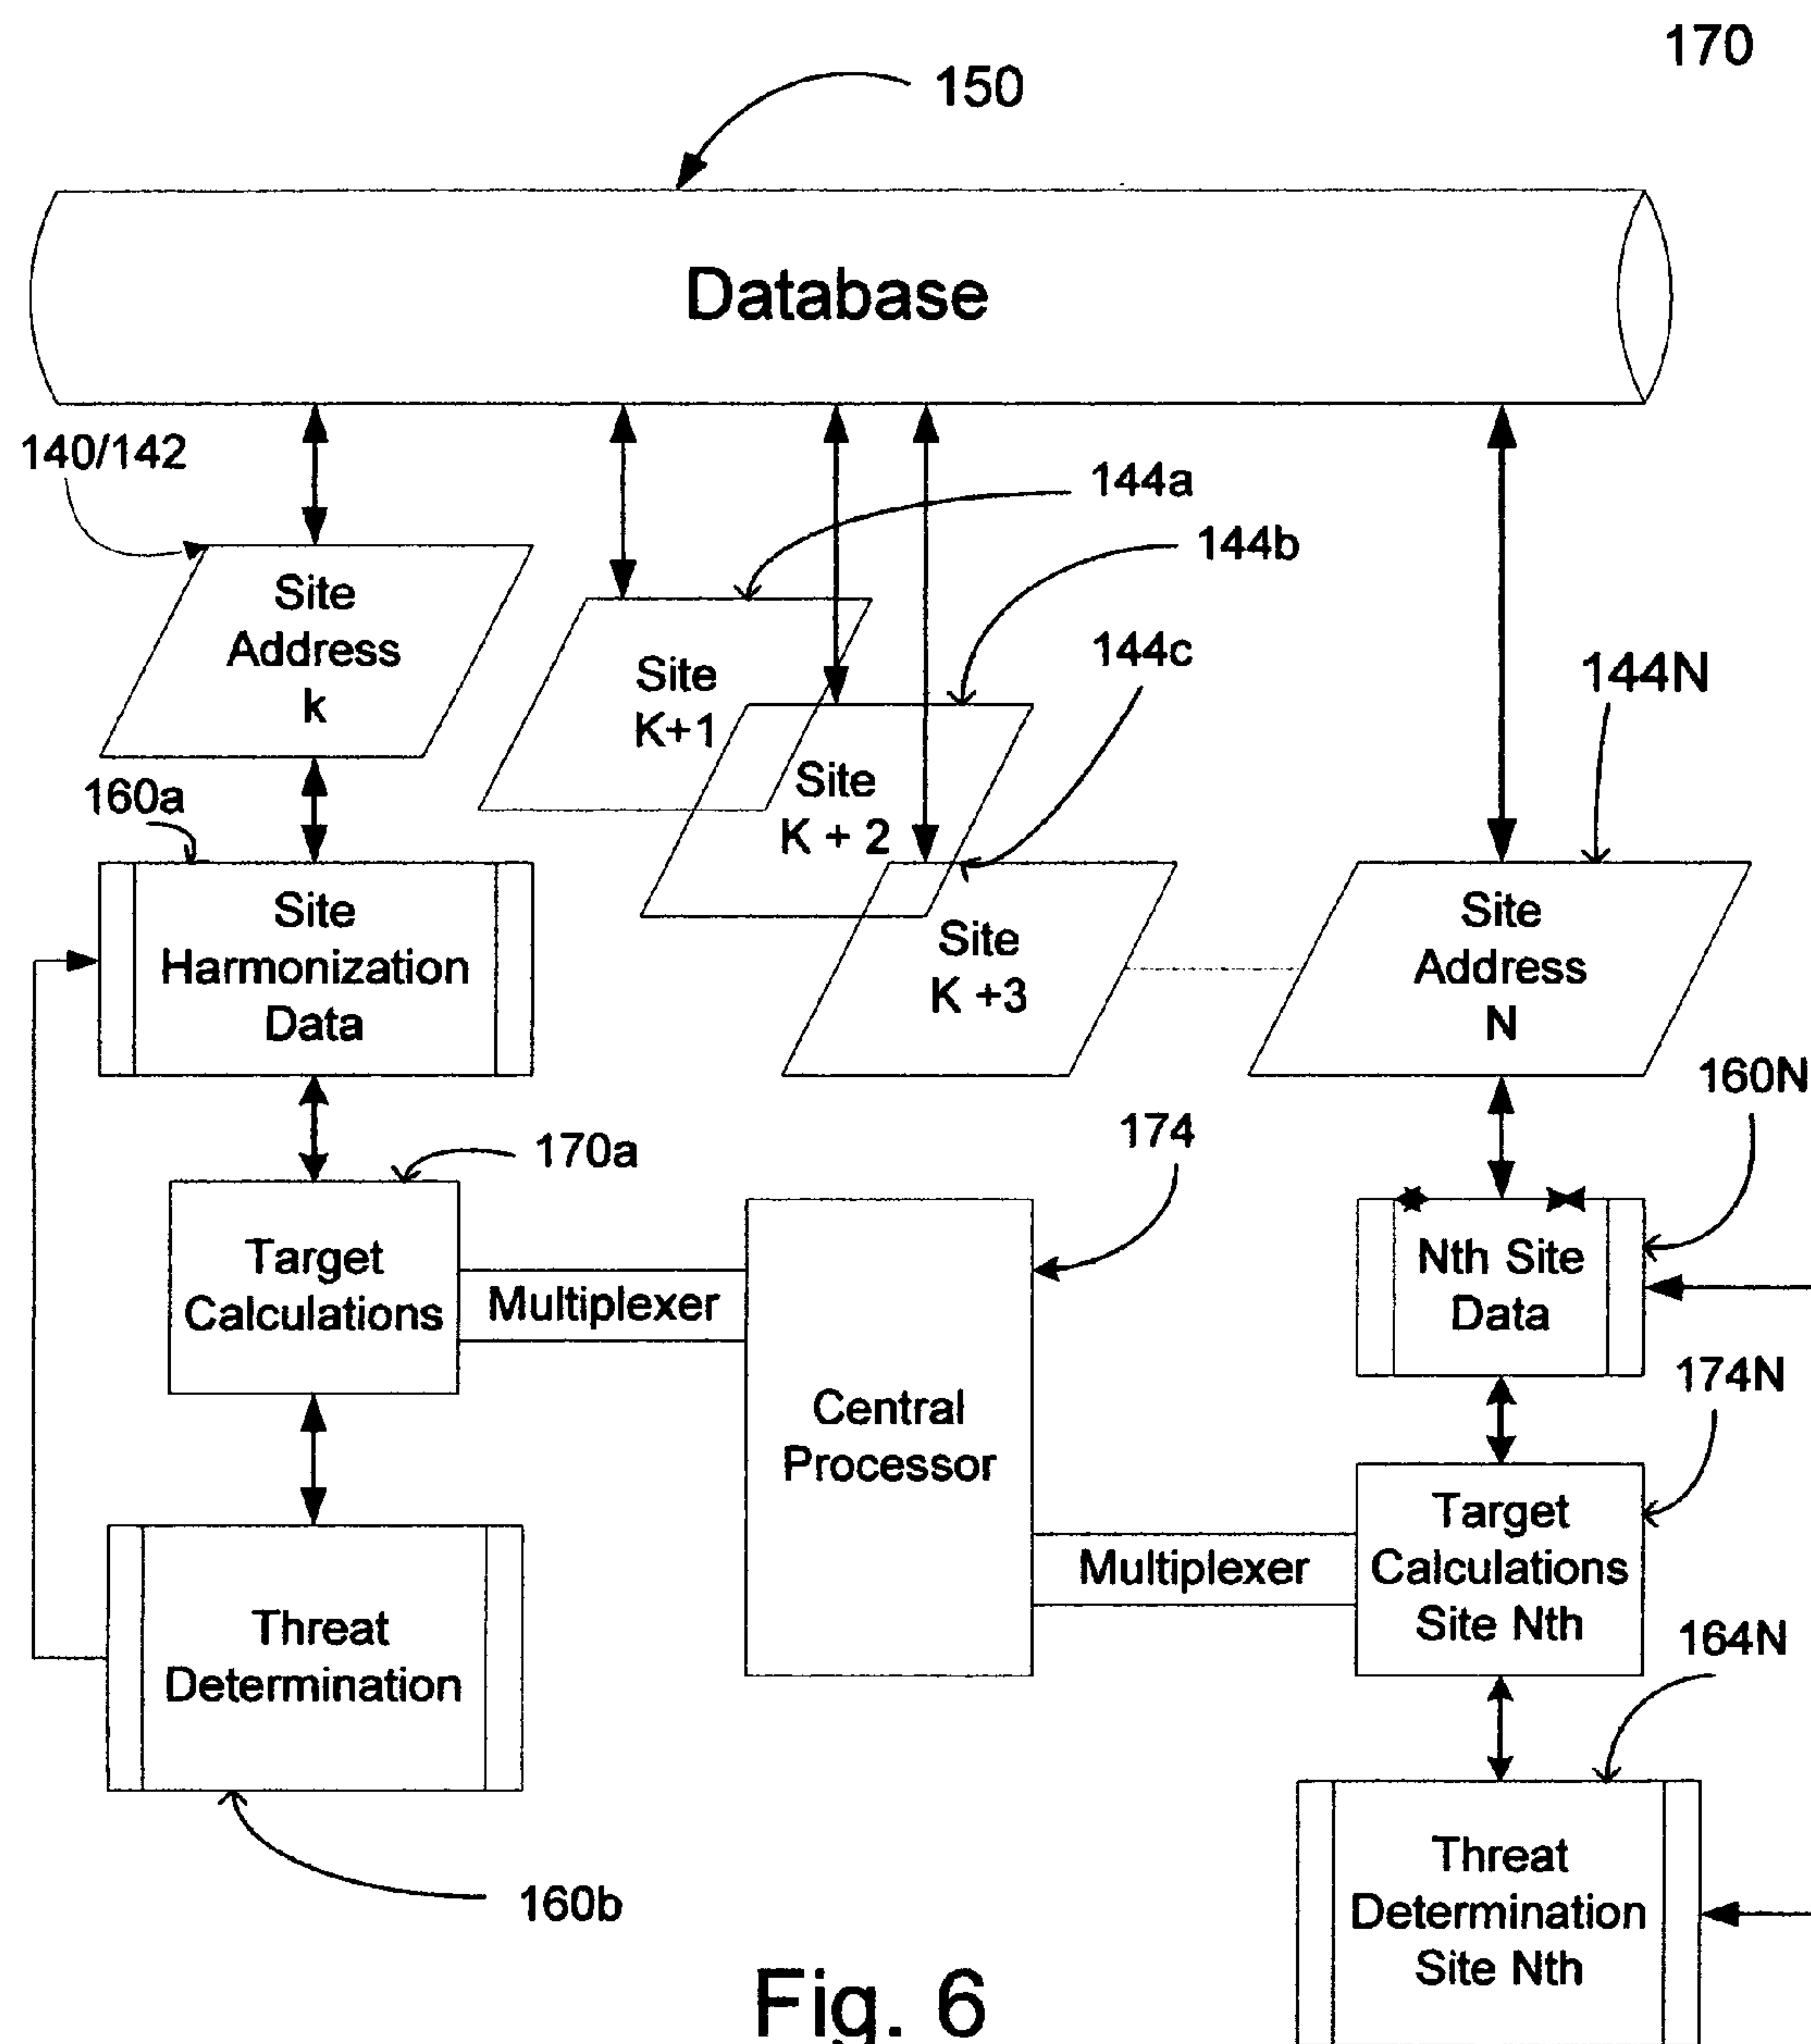 170
150
Database
140/142
144a
144b
Site
Address
k
144c
144N
Site
K+1
Site
K + 2
160a
Site
Harmonization
Data
Site
K +3
Site
Address
N
160N
174
170a
Target
Calculations
Multiplexer
Nth Site
Data
174N
Central
Processor
Target
Calculations
Site Nth
Multiplexer
Threat
Determination
164N
160b
Threat
Determination
Site Nth
Fig. 6